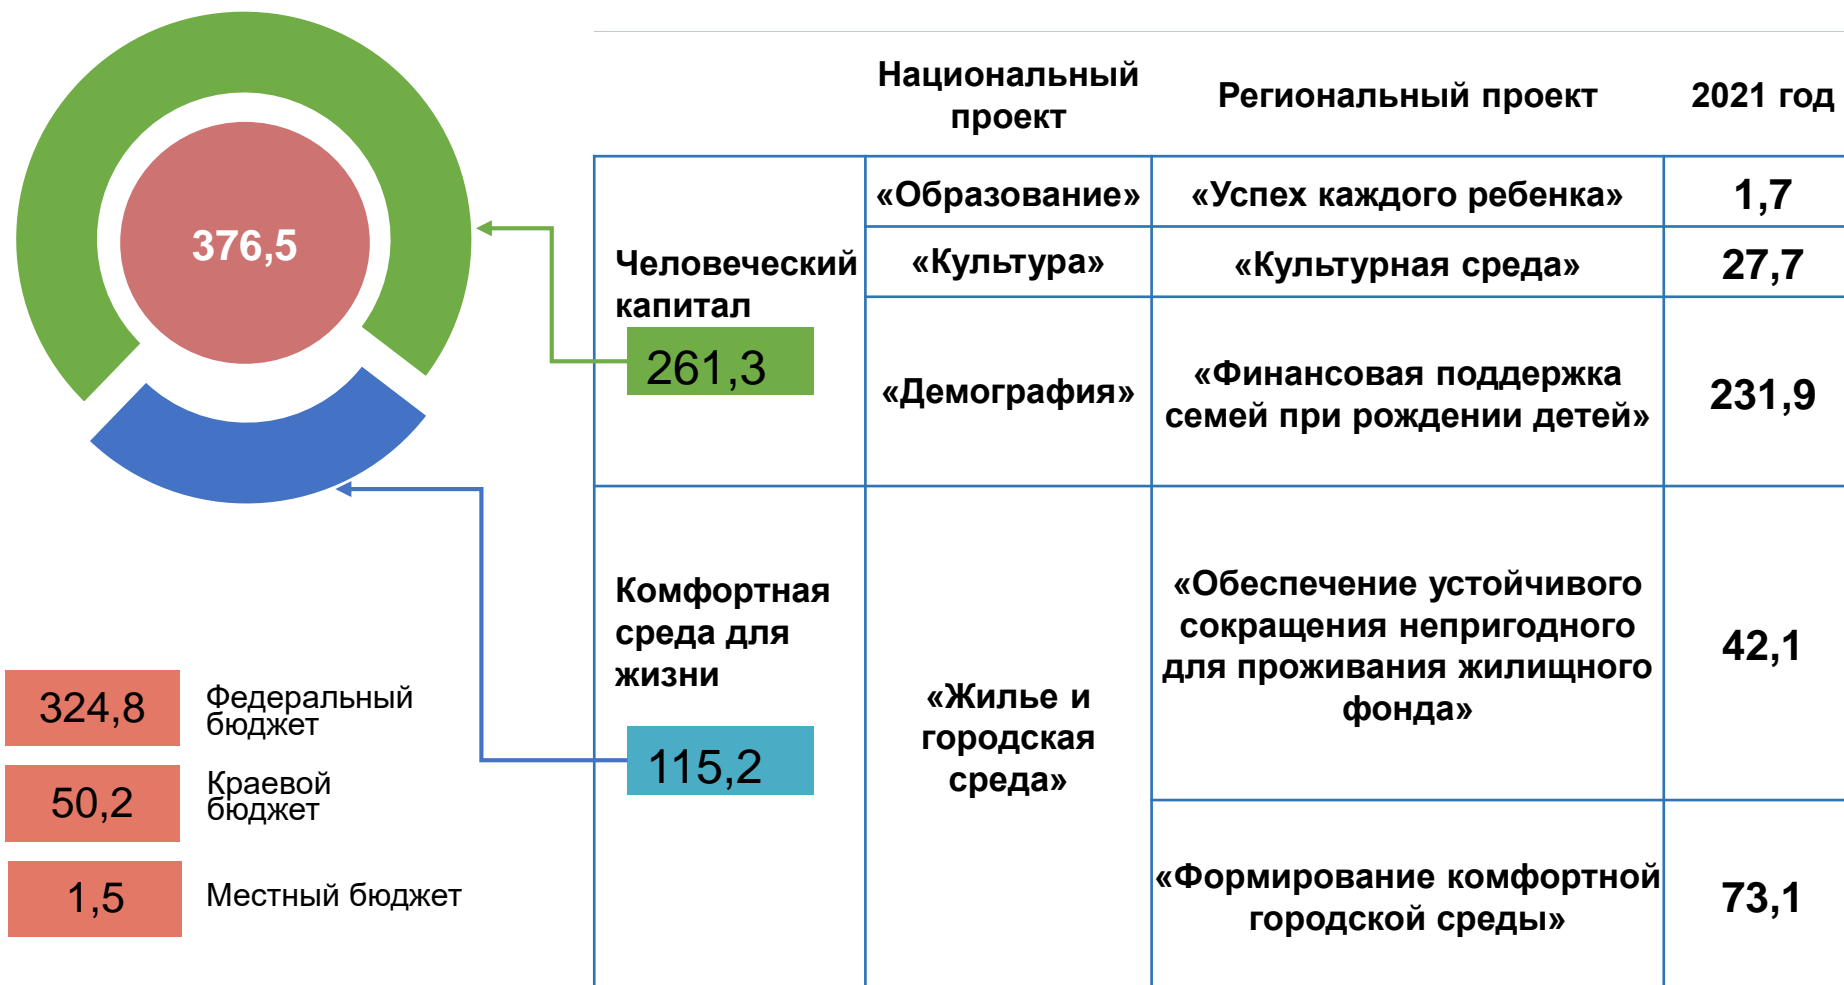 376,5
324,8
Федеральный
бюджет
50,2
Краевой
бюджет
1,5
Местный бюджет
Национальный
проект
Региональный проект
2021 год
Человеческий
капитал
261,3
«Образование»
«Успех каждого ребенка»
1,7
«Культура»
«Культурная среда»
27,7
«Демография»
«Финансовая поддержка
семей при рождении детей»
231,9
Комфортная
среда для
жизни
115,2
«Жилье и
городская
среда»
«Обеспечение устойчивого
сокращения непригодного
для проживания жилищного
фонда»
42,1
«Формирование комфортной
городской среды»
73,1